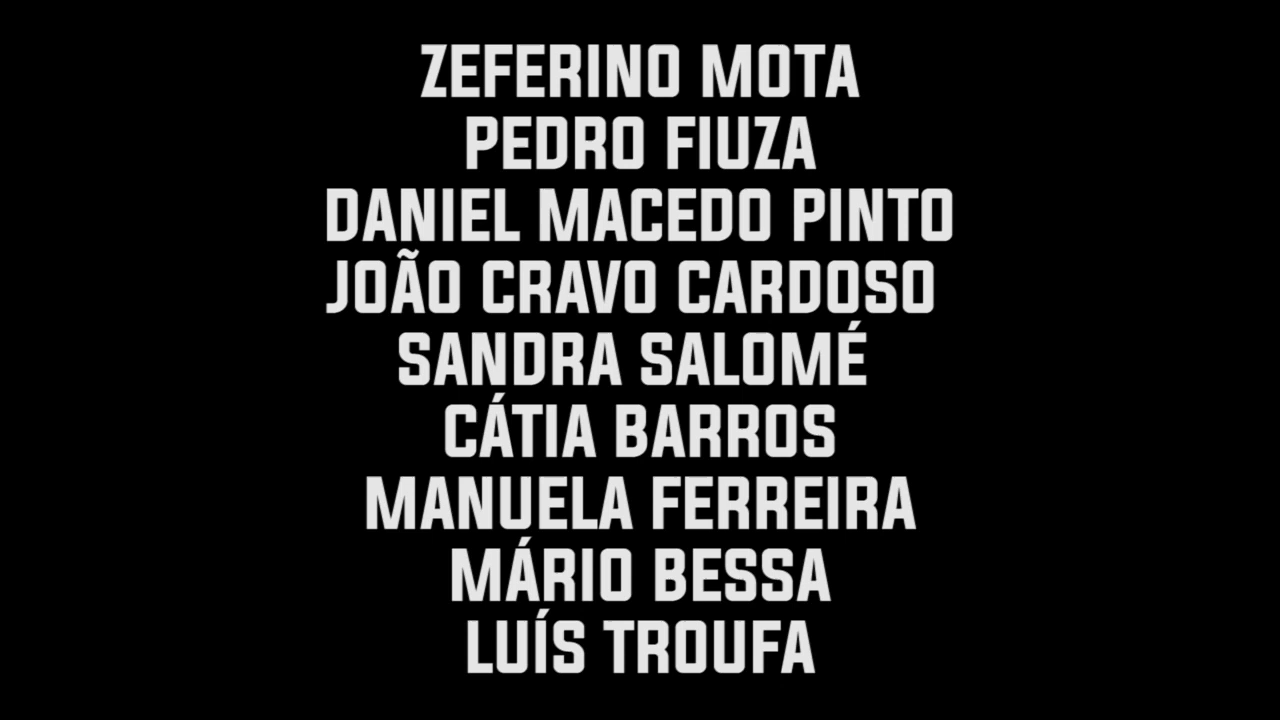 ZEFERINO MOTA
PEDRO FIUZA
DANIEL MACEDO PINTO
JOÃO CRAVO CARDOSO
SANDRA SALOMÉ
CÁTIA BARROS
MANUELA FERREIRA
MÁRIO BESSA
LUÍS TROUFA